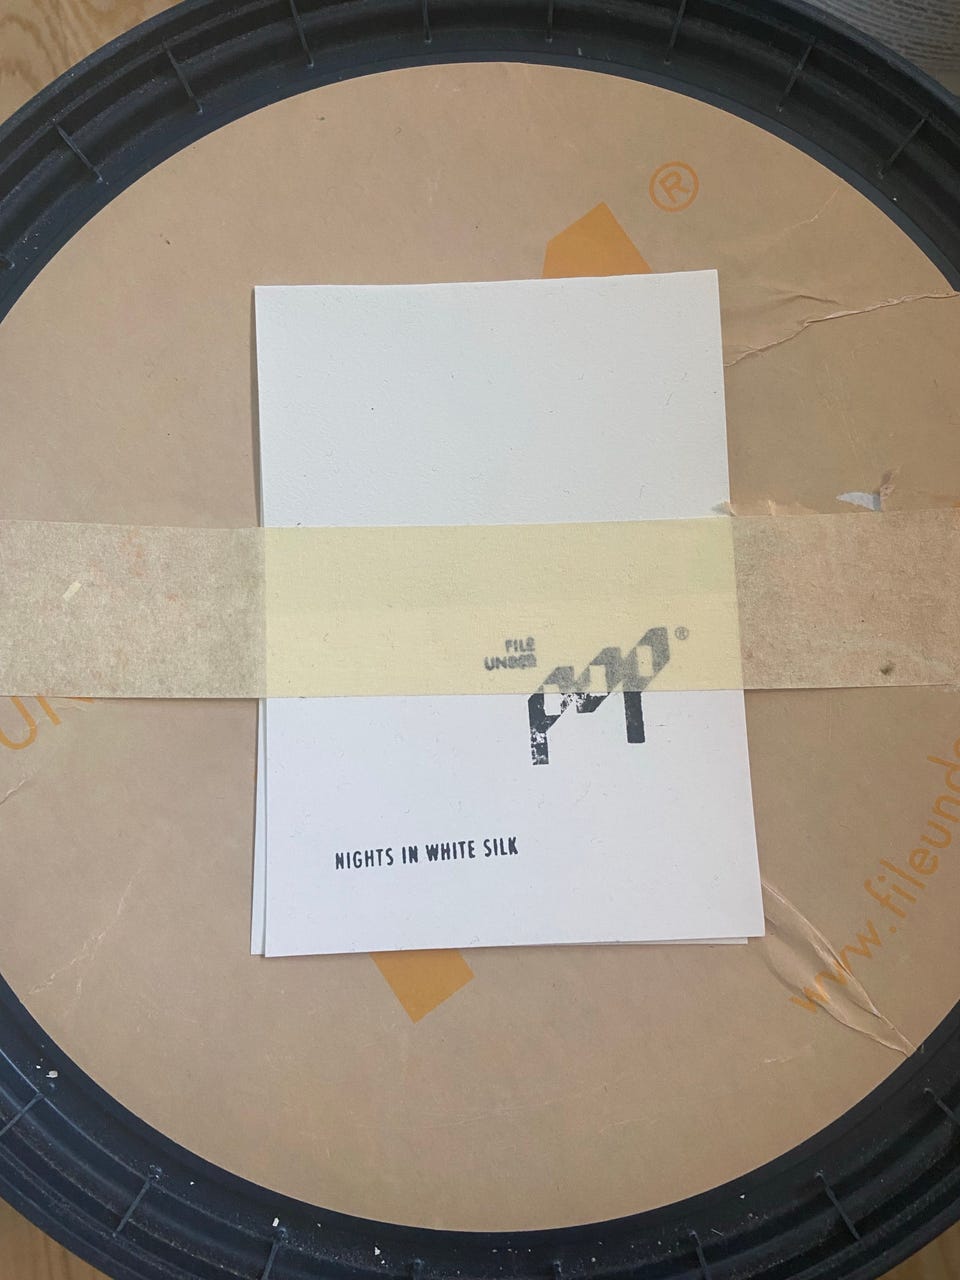 ®
FILE
UNDER
®
NIGHTS IN WHITE SILK
www.fileunde